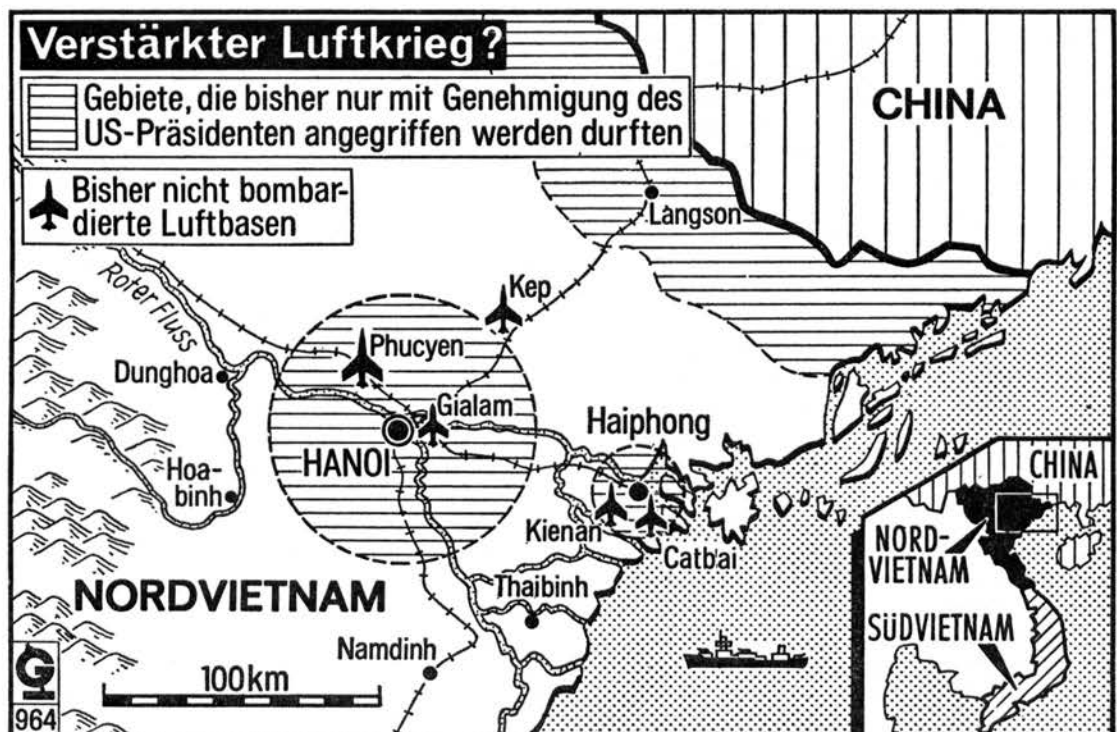 Verstärkter Luftkrieg?
Gebiete, die bisher nur mit Genehmigung des
US-Präsidenten angegriffen werden durften
CHINA
Bisher nicht bombar-
dierte Luftbasen
Langson
Roter Fluss
Kep
Phucyen
Dunghoa
Gialam
Haiphong
HANOI
Hoa-
binh
CHINA
Kienan
Catbai
NORD-
VIETNAM
NORDVIETNAM
Thaibinh
SÜDVIETNAM
Namdinh
100km
G
964